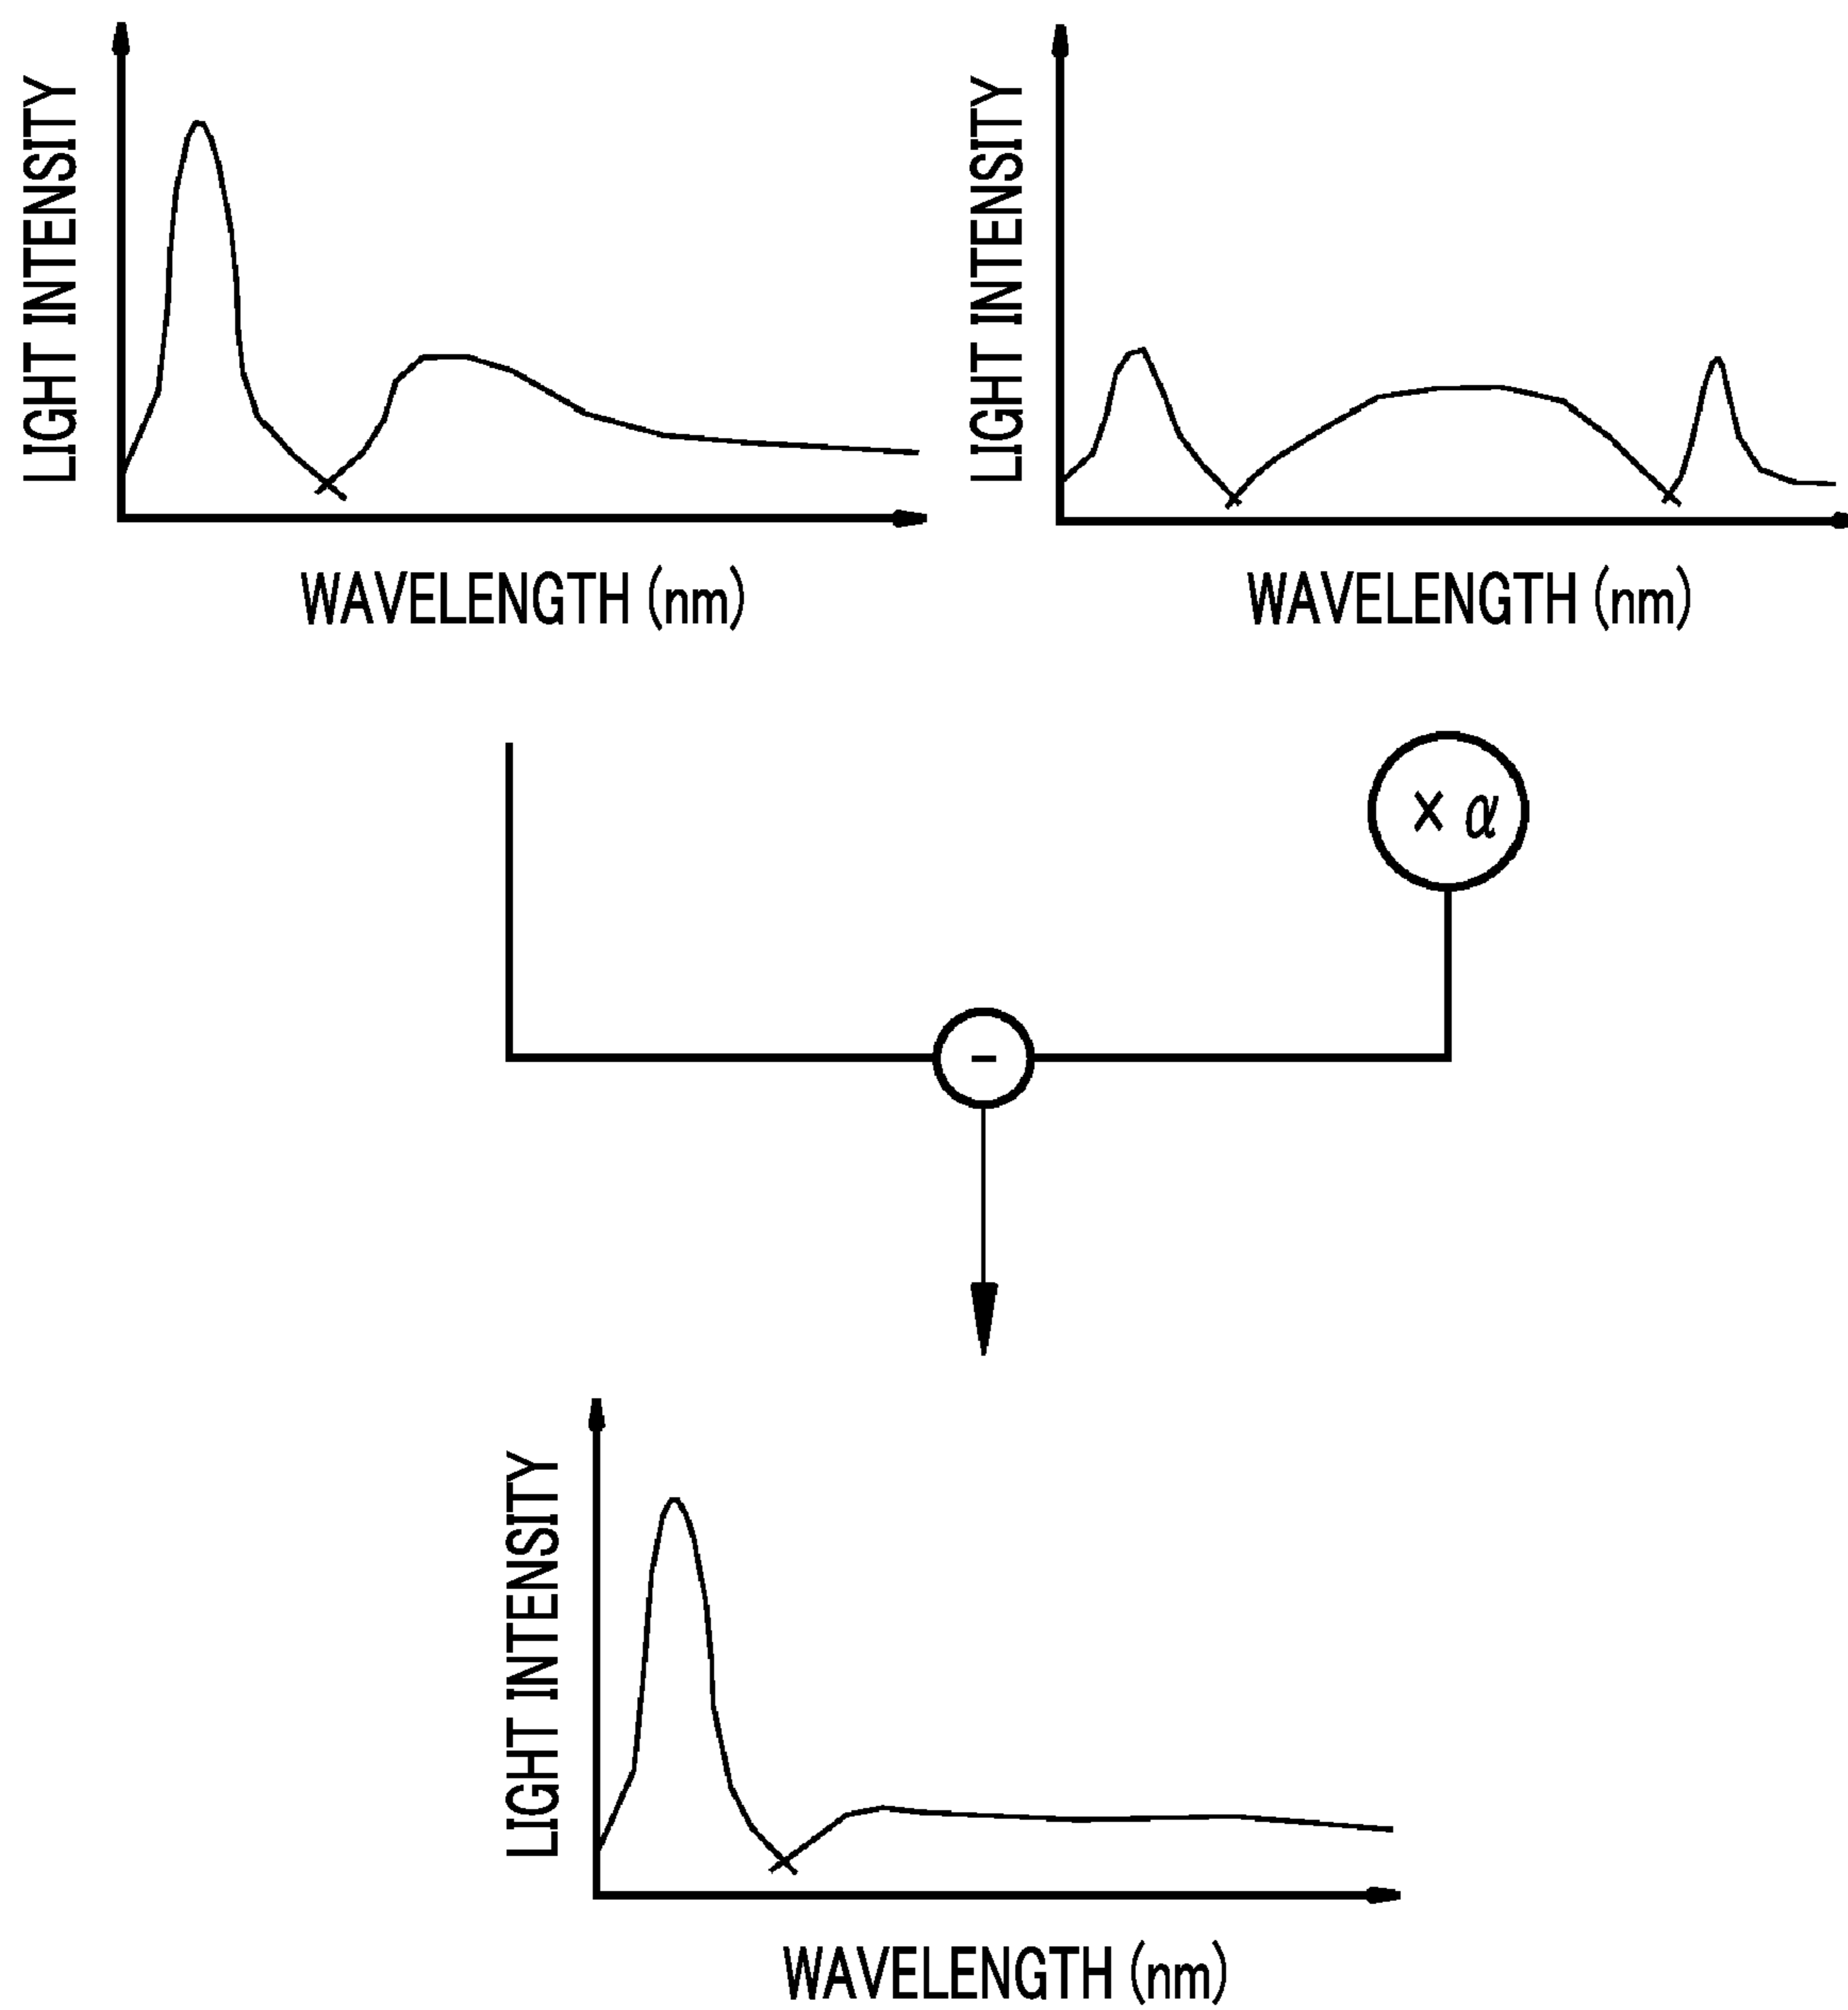 LIGHT INTENSITY
WAVELENGTH (nm)
LIGHT INTENSITY
WAVELENGTH (nm)
× α
-
LIGHT INTENSITY
WAVELENGTH (nm)